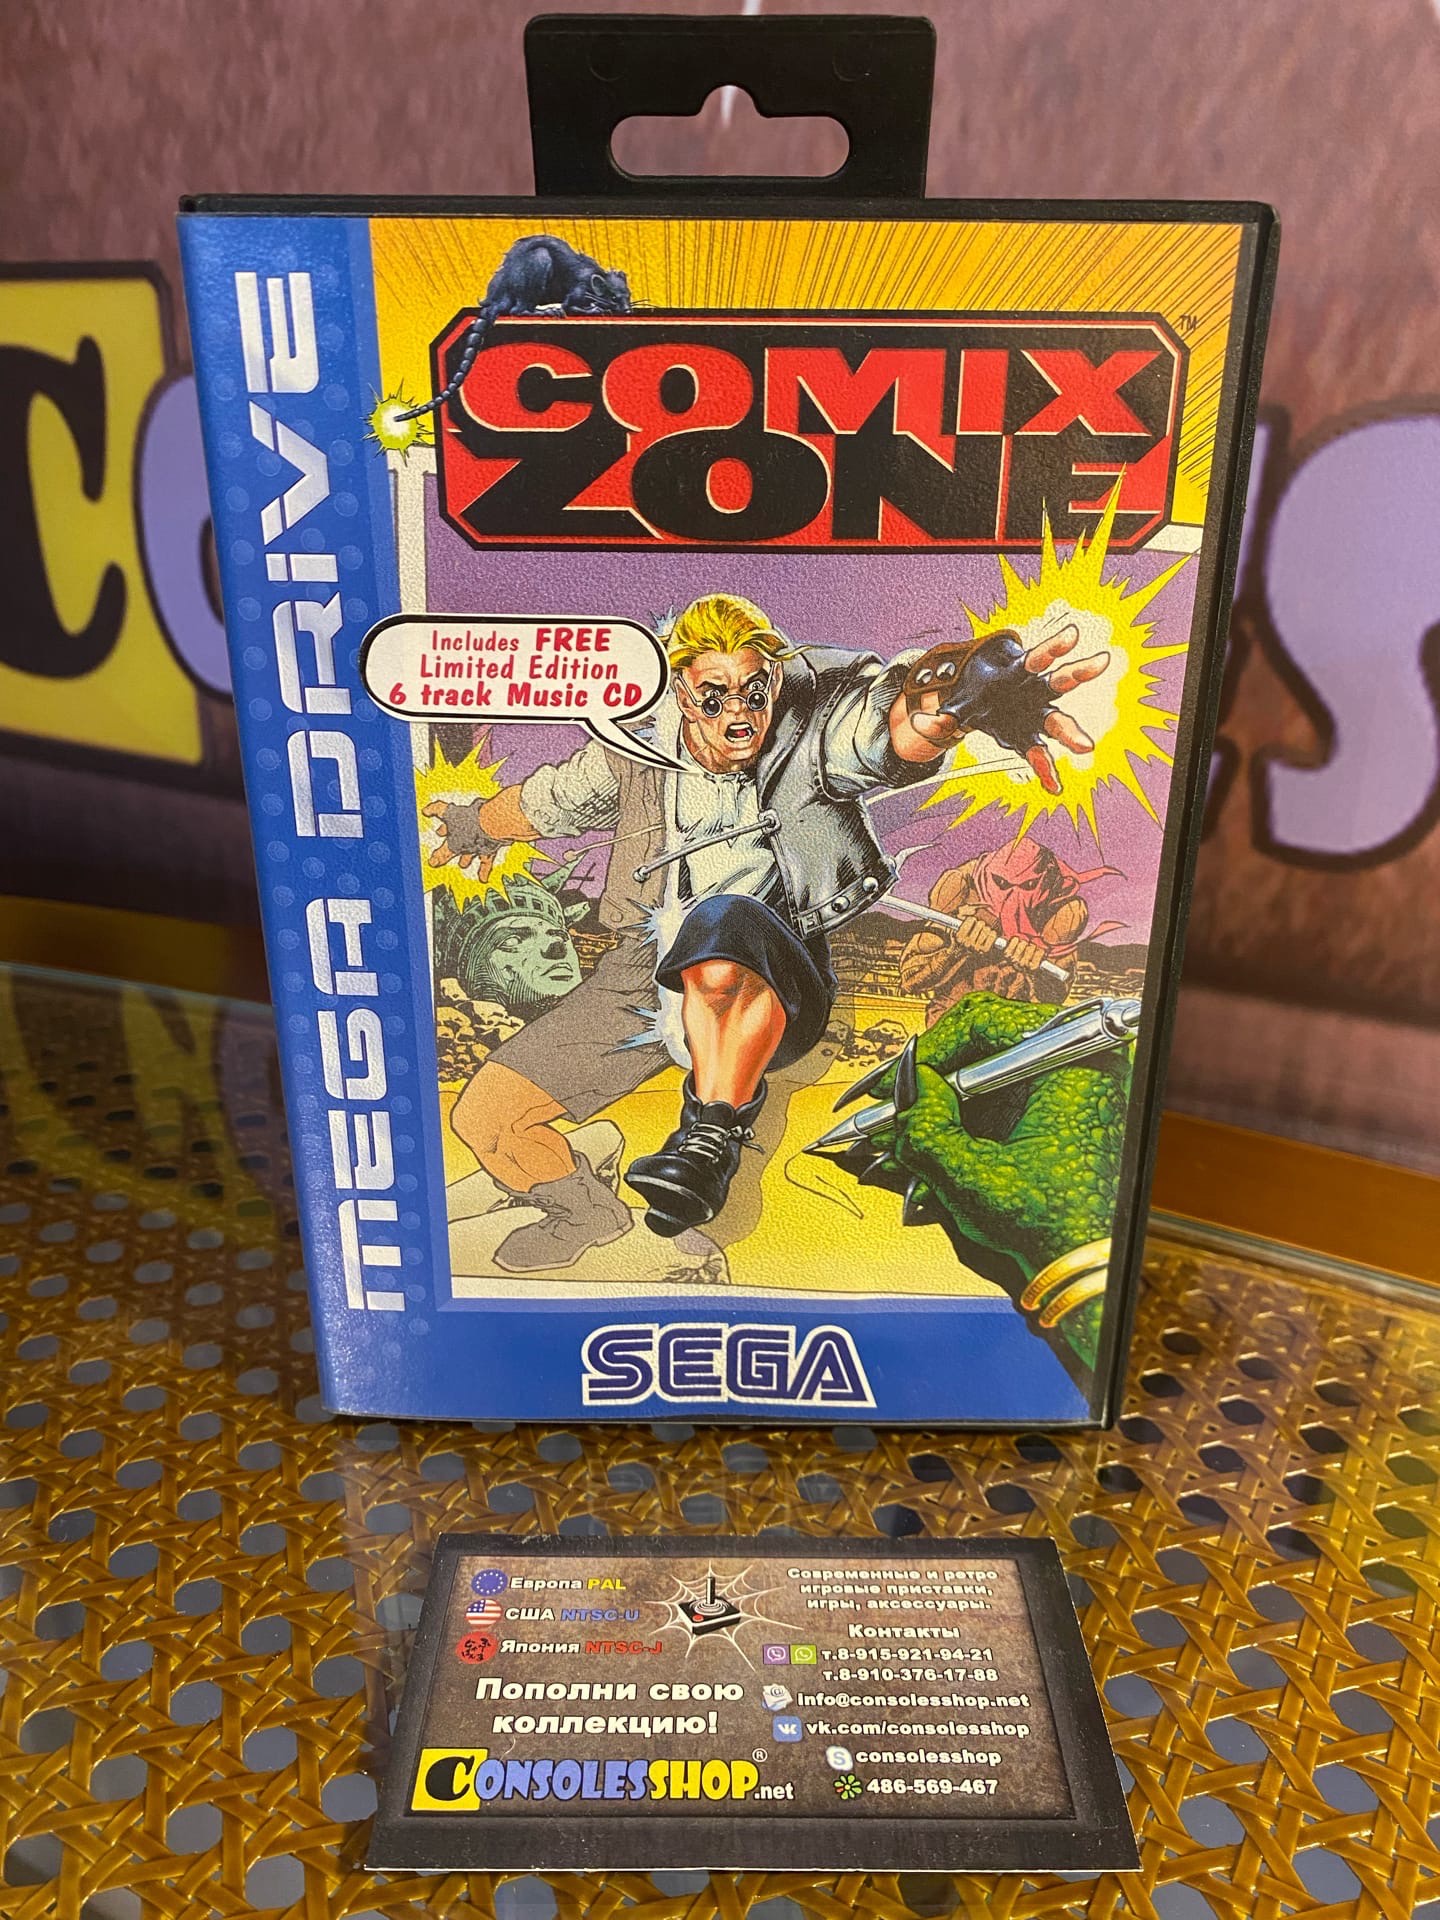 MEGA DRIVE
COMIX
ZONE
TM
Includes FREE
Limited Edition
6 track Music CD
SEGA
Европа PAL
США NTSC-U
Япония NTSC-J
Пополни свою
коллекцию!
CONSOLESSHOP®.net
Современные и ретро
игровые приставки,
игры, аксессуары.
Контакты
т.8-915-921-94-21
т.8-910-376-17-88
info@consolesshop.net
vk.com/consolesshop
consolesshop
486-569-467